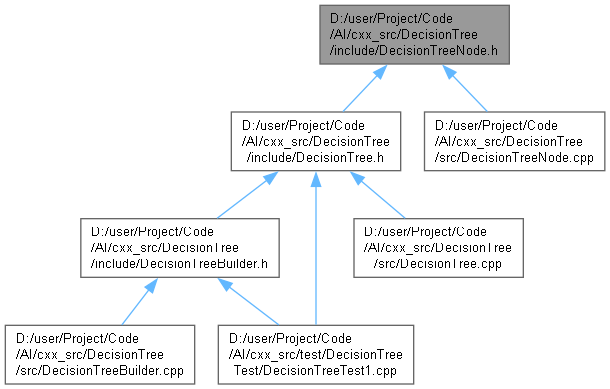 D:/user/Project/Code
/AI/cxx_src/DecisionTree
/include/DecisionTreeNode.h
D:/user/Project/Code
/AI/cxx_src/DecisionTree
/include/DecisionTree.h
D:/user/Project/Code
/AI/cxx_src/DecisionTree
/src/DecisionTreeNode.cpp
D:/user/Project/Code
/AI/cxx_src/DecisionTree
/include/DecisionTreeBuilder.h
D:/user/Project/Code
/AI/cxx_src/DecisionTree
/src/DecisionTree.cpp
D:/user/Project/Code
/AI/cxx_src/DecisionTree
/src/DecisionTreeBuilder.cpp
D:/user/Project/Code
/AI/cxx_src/test/DecisionTree
Test/DecisionTreeTest1.cpp